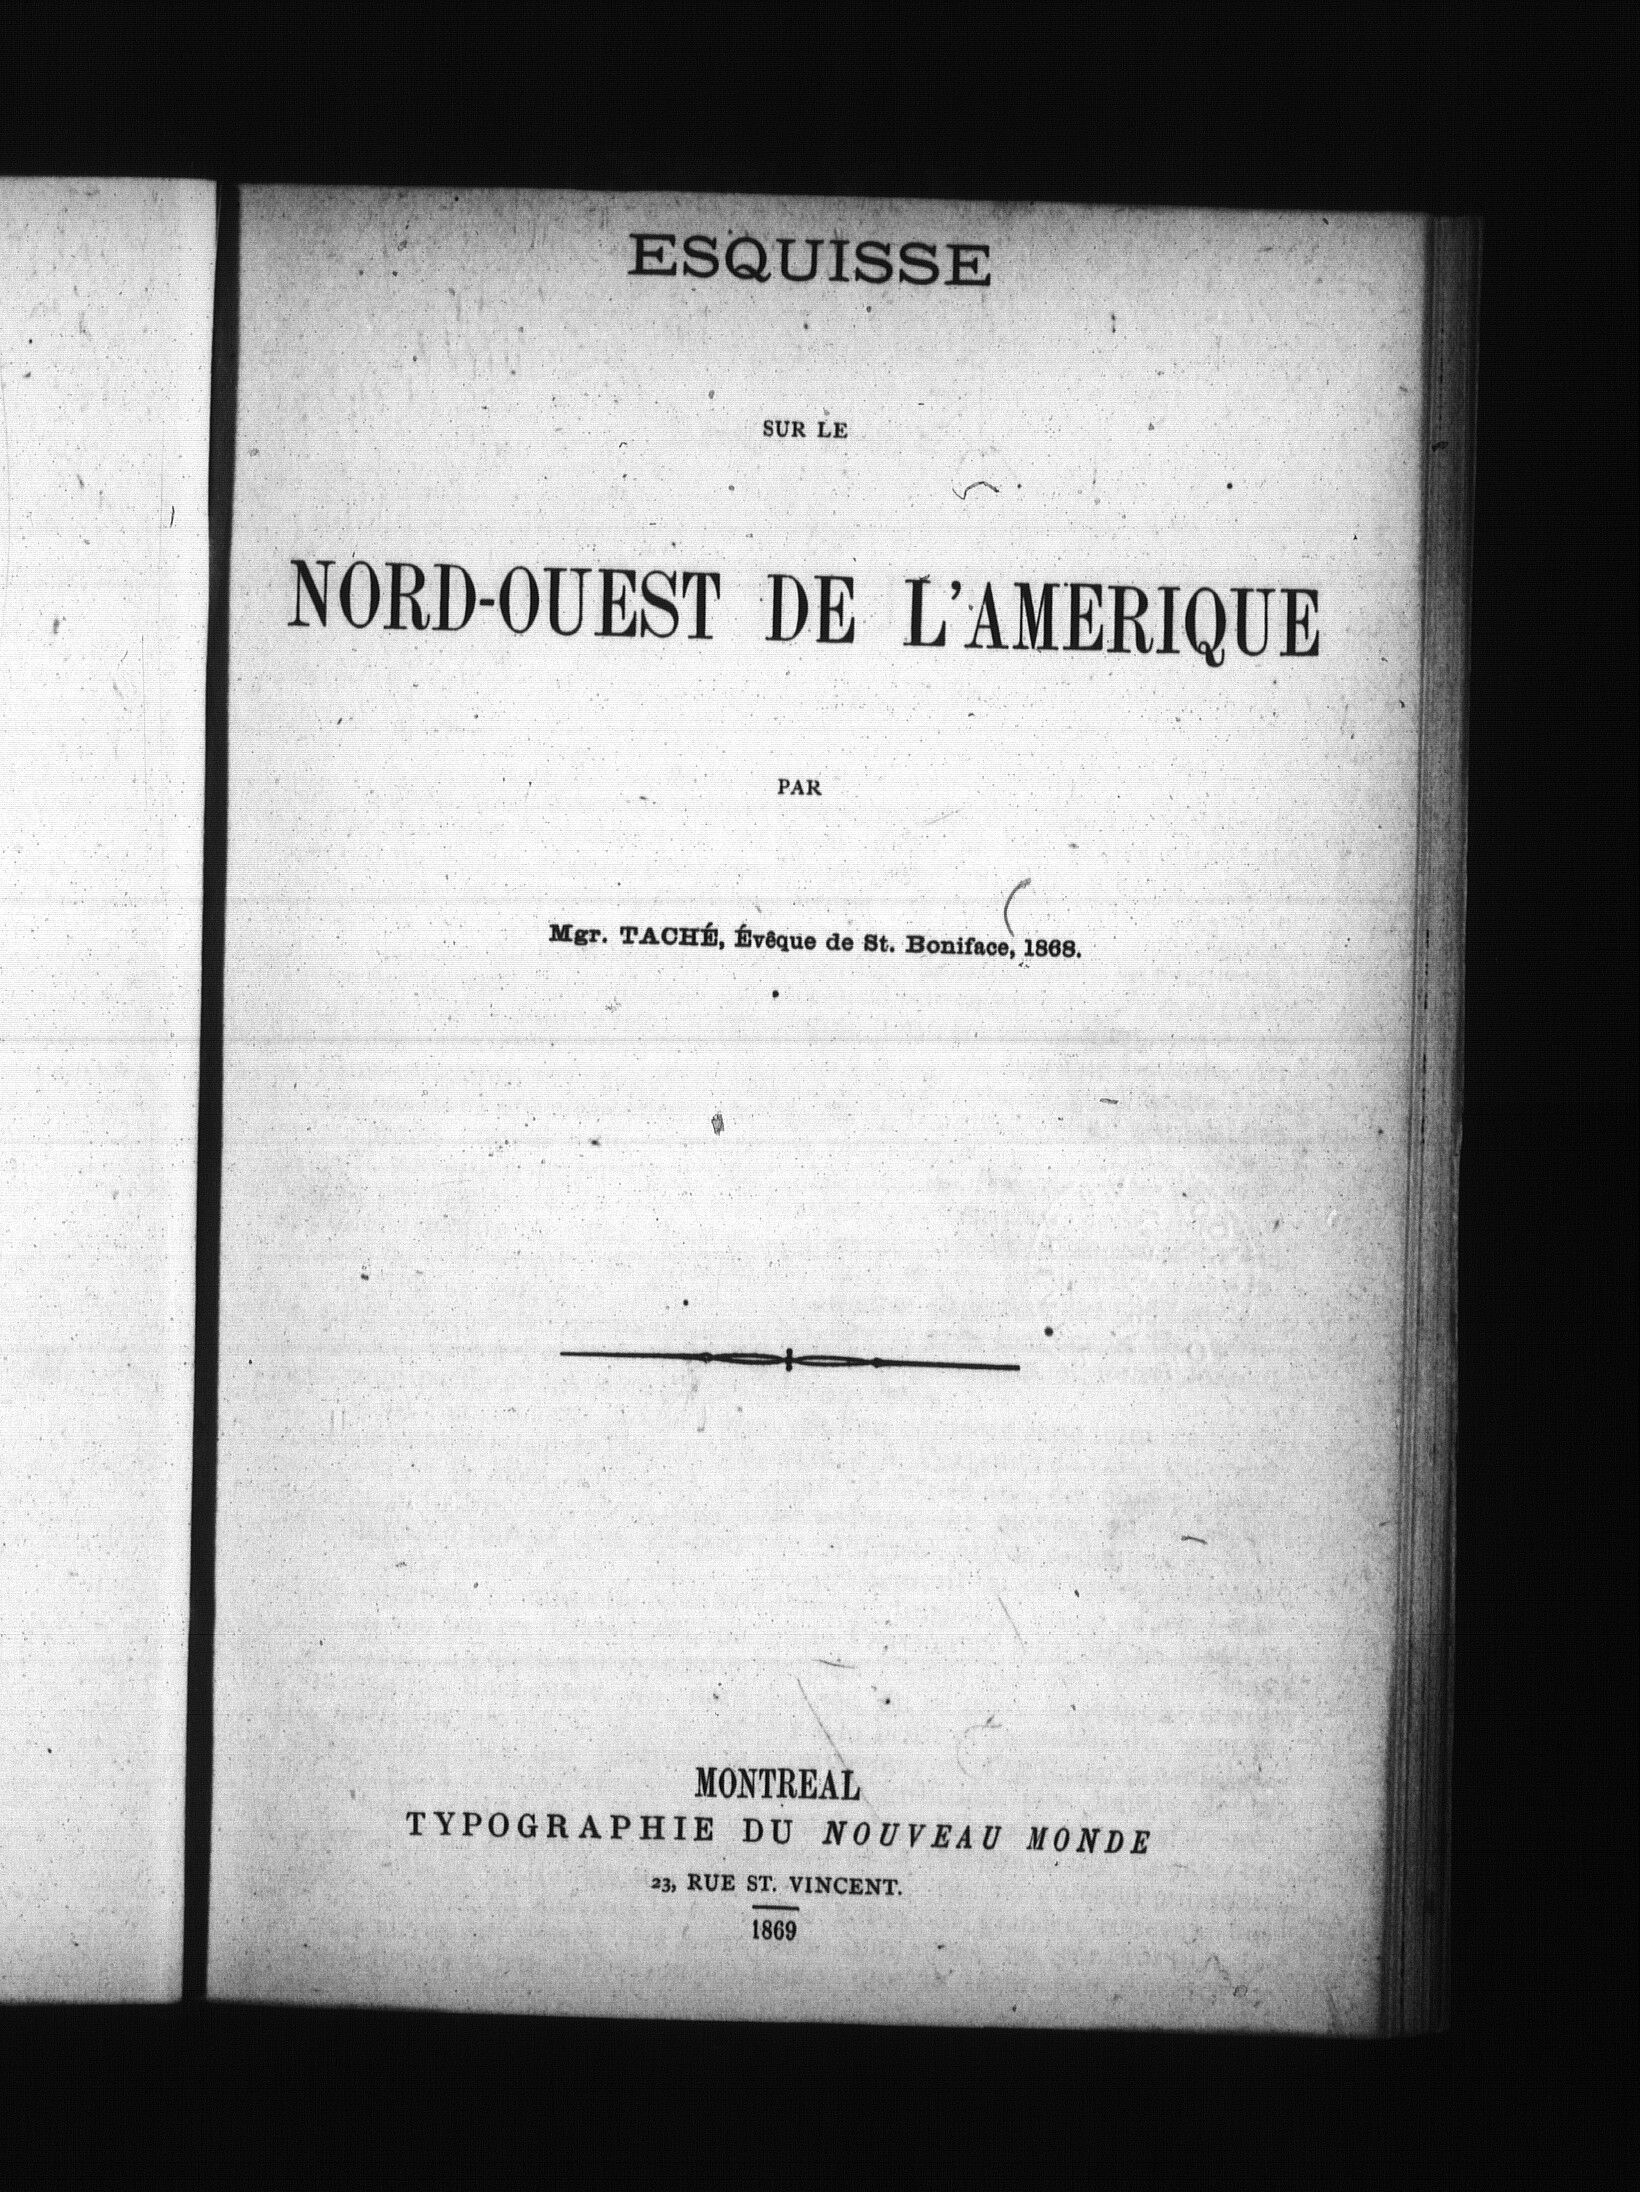 ESQUISSE
SUR LE
NORD-OUEST DE L'AMERIQUE
PAR
Mgr. TACHÉ, Évêque de St. Boniface, 1868.
MONTREAL
TYPOGRAPHIE DU NOUVEAU MONDE
23, RUE ST. VINCENT.
1869